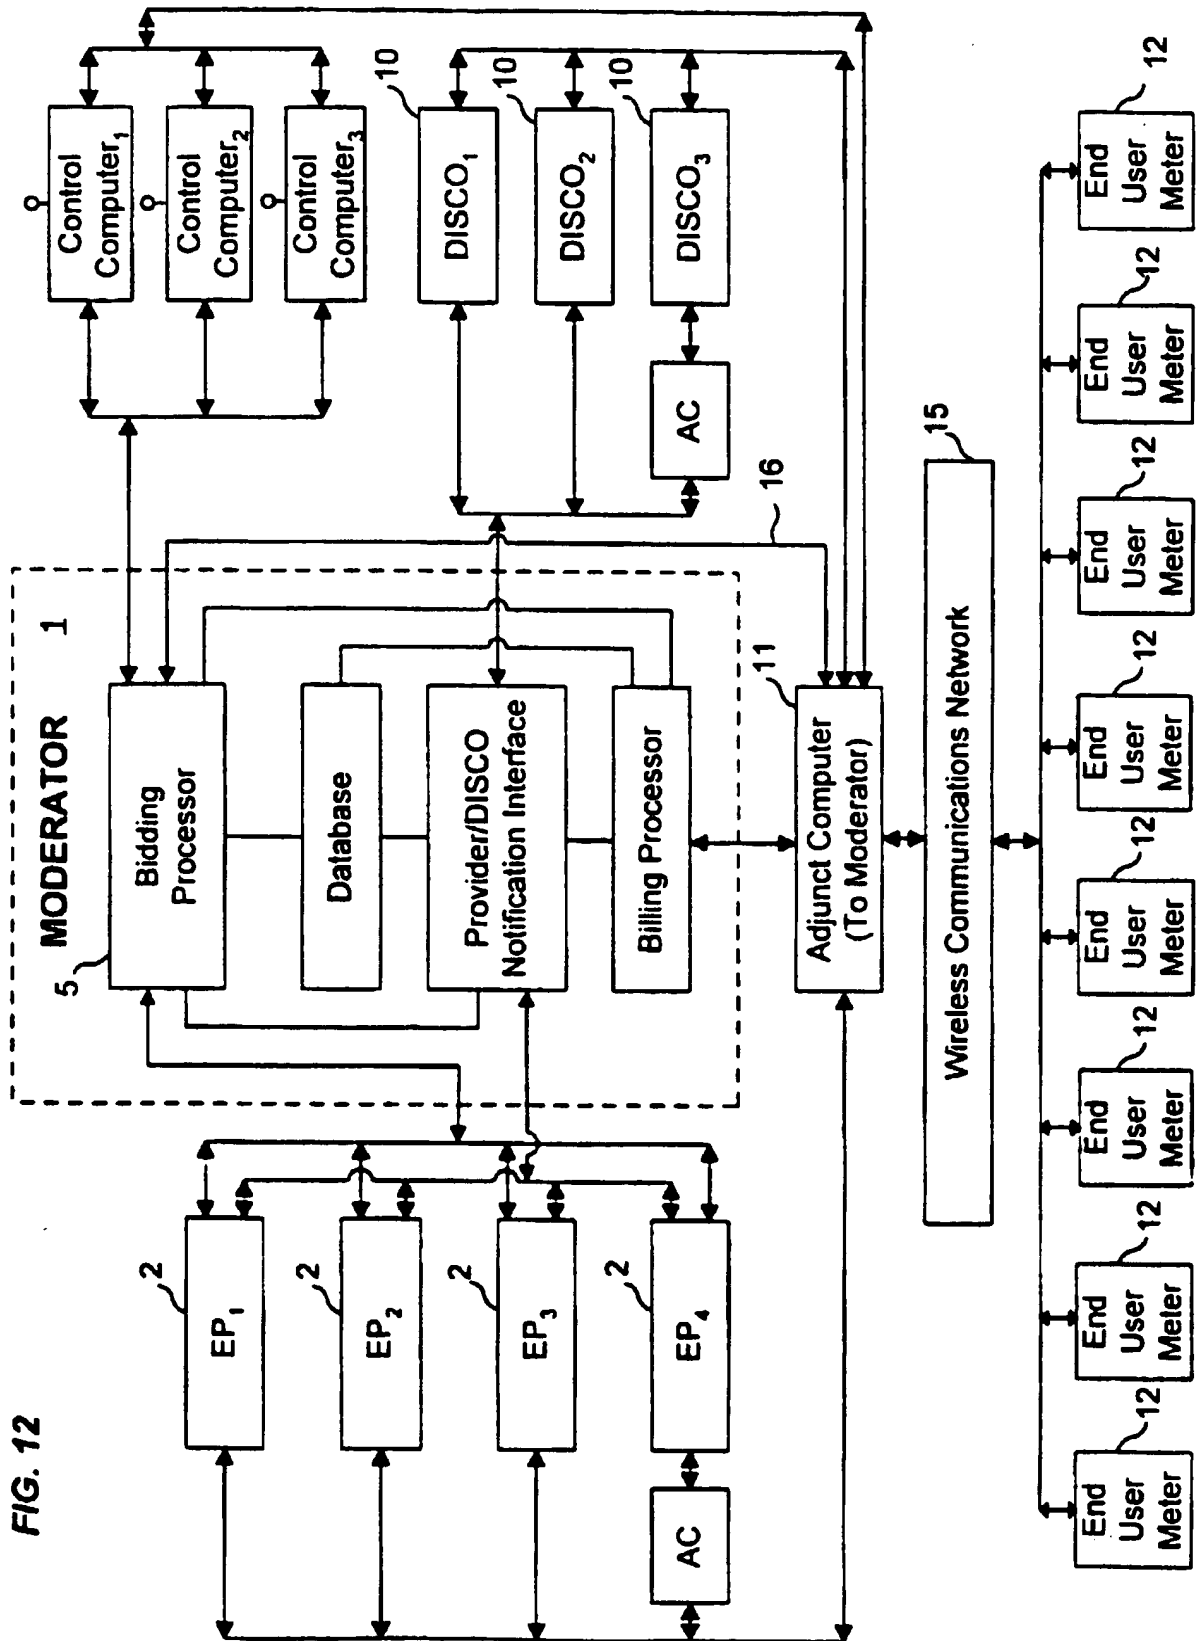 FIG. 12
MODERATOR 1
5
Bidding
Processor
Database
Provider/DISCO
Notification Interface
Billing Processor
2
EP1
2
EP2
2
EP3
2
EP4
AC
Control
Computer1
Control
Computer2
Control
Computer3
10
DISCO1
10
DISCO2
10
DISCO3
AC
16
11
Adjunct Computer
(To Moderator)
15
Wireless Communications Network
12
End
User
Meter
12
End
User
Meter
12
End
User
Meter
12
End
User
Meter
12
End
User
Meter
12
End
User
Meter
12
End
User
Meter
12
End
User
Meter